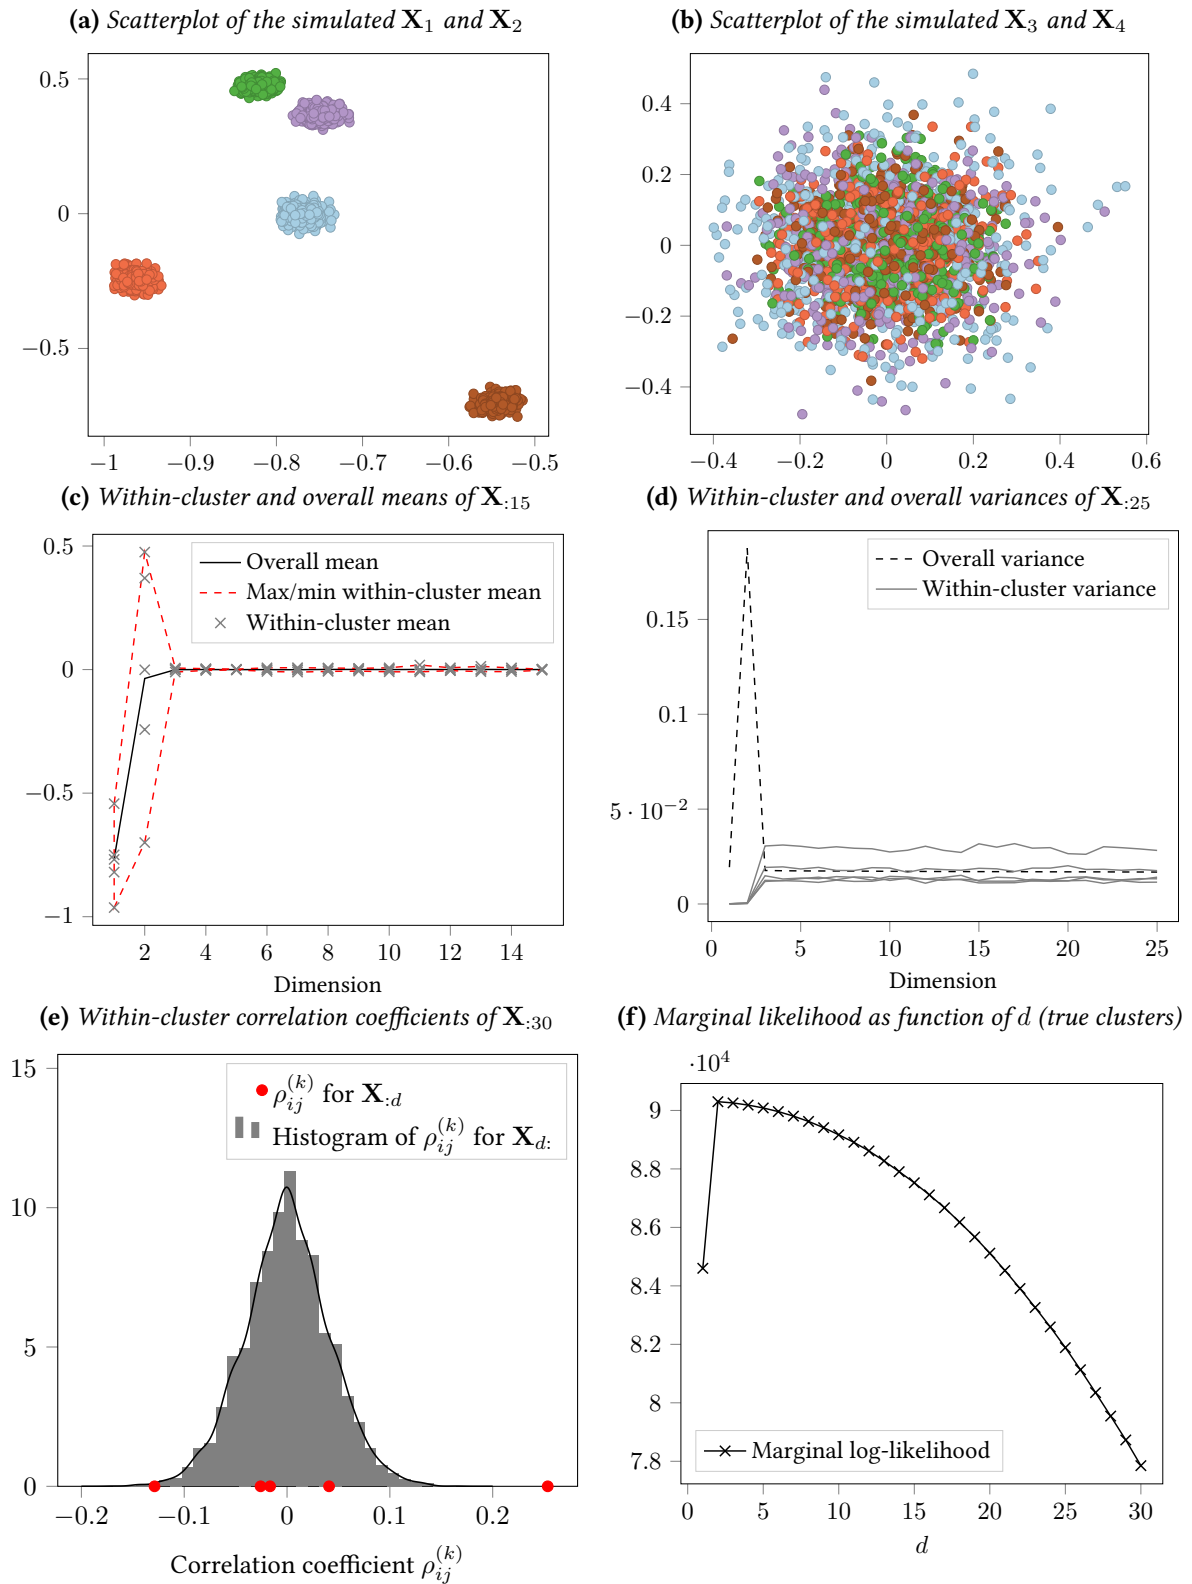 (a) Scatterplot of the simulated X₁ and X₂
0.5
0
−0.5
−1 −0.9 −0.8 −0.7 −0.6 −0.5
(b) Scatterplot of the simulated X₃ and X₄
0.4
0.2
0
−0.2
−0.4
−0.4 −0.2 0 0.2 0.4 0.6
(c) Within-cluster and overall means of X:₁₅
0.5
0
−0.5
−1
Overall mean
Max/min within-cluster mean
Within-cluster mean
2 4 6 8 10 12 14
Dimension
(d) Within-cluster and overall variances of X:₂₅
0.15
0.1
5 · 10⁻²
0
Overall variance
Within-cluster variance
0 5 10 15 20 25
Dimension
(e) Within-cluster correlation coefficients of X:₃₀
15
10
5
0
ρᵢⱼ⁽ᵏ⁾ for X:d
Histogram of ρᵢⱼ⁽ᵏ⁾ for Xd:
−0.2 −0.1 0 0.1 0.2
Correlation coefficient ρᵢⱼ⁽ᵏ⁾
(f) Marginal likelihood as function of d (true clusters)
·10⁴
9
8.8
8.6
8.4
8.2
8
7.8
Marginal log-likelihood
0 5 10 15 20 25 30
d